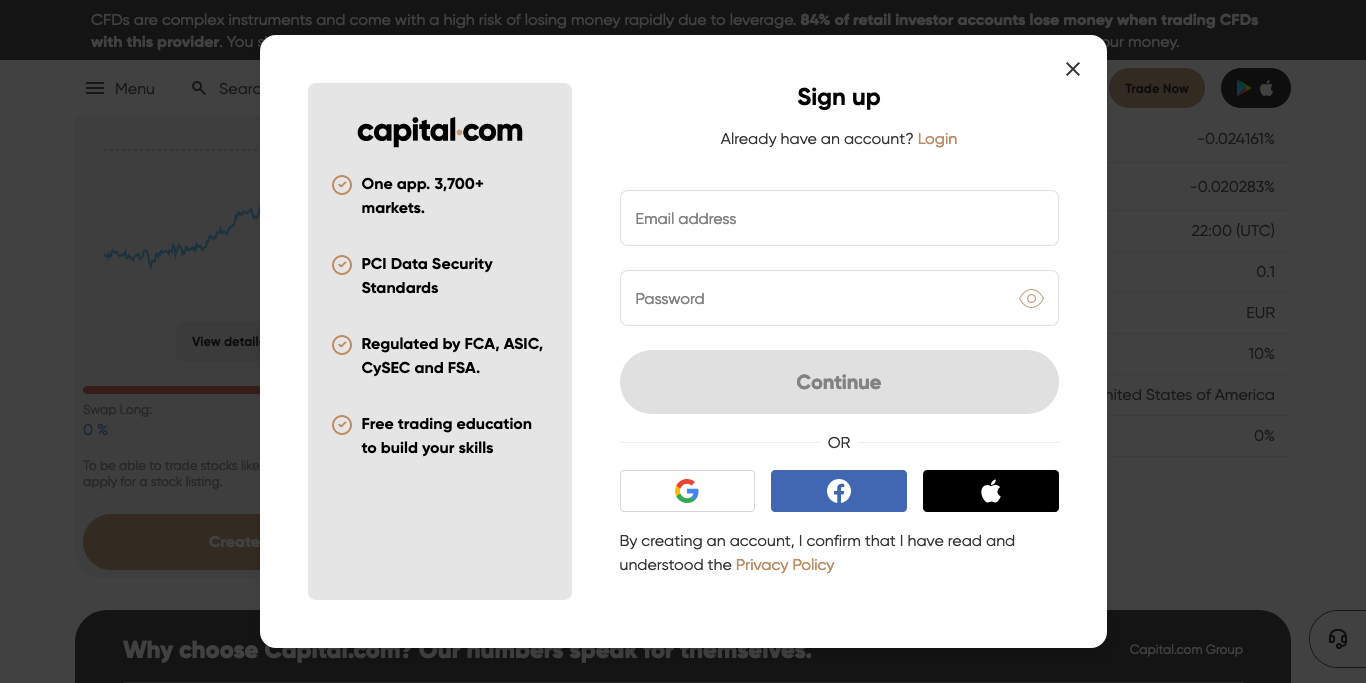 CFDs are complex instruments and come with a high risk of losing money rapidly due to leverage. 84% of retail investor accounts lose money when trading CFDs
with this provider. You
our money.
Menu
Searc
Trade Now
-0.024161%
-0.020283%
22:00 (UTC)
0.1
EUR
10%
nited States of America
0%
View detail
Swap Long:
0 %
To be able to trade stocks like
apply for a stock listing.
Create
capital.com
One app. 3,700+
markets.
PCI Data Security
Standards
Regulated by FCA, ASIC,
CySEC and FSA.
Free trading education
to build your skills
Sign up
Already have an account? Login
Email address
Password
Continue
OR
By creating an account, I confirm that I have read and
understood the Privacy Policy
Why choose Capital.com? Our numbers speak for themselves.
Capital.com Group